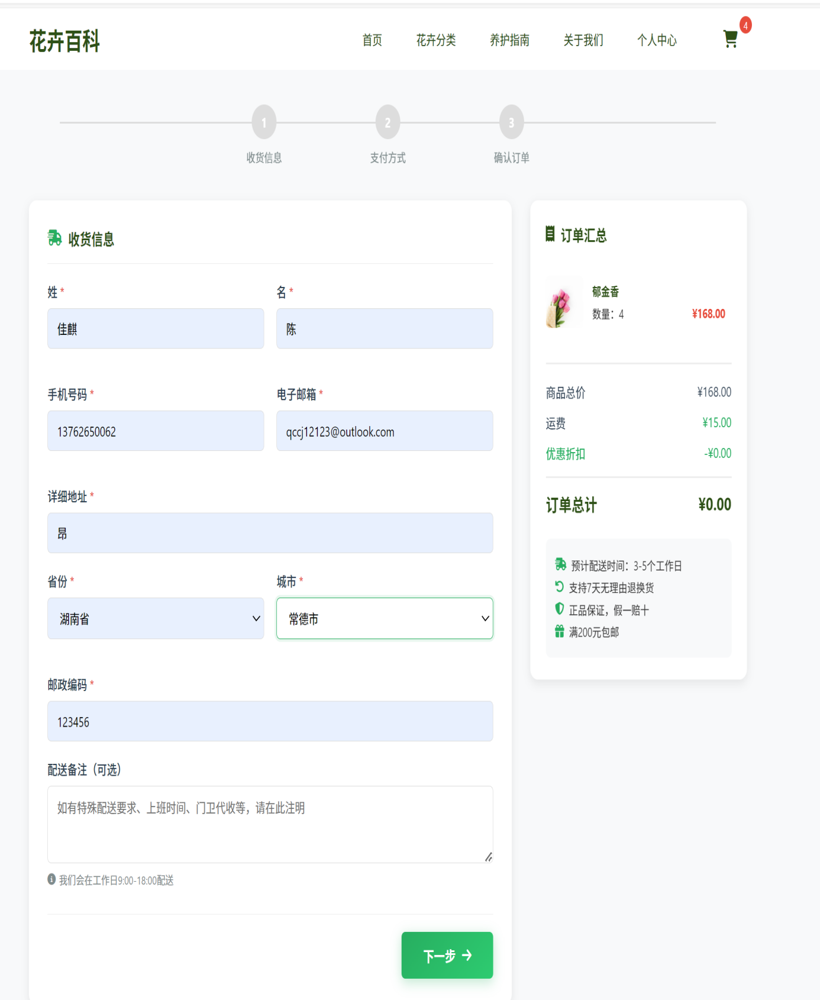 花卉百科
首页 花卉分类 养护指南 关于我们 个人中心 4
1 2 3
收货信息 支付方式 确认订单
收货信息
姓 * 名 *
佳麒 陈
手机号码 * 电子邮箱 *
13762650062 qccj12123@outlook.com
详细地址 *
昂
省份 * 城市 *
湖南省 常德市
邮政编码 *
123456
配送备注（可选）
如有特殊配送要求、上班时间、门卫代收等，请在此注明
我们会在工作日9:00-18:00配送
下一步
订单汇总
郁金香
数量：4 ¥168.00
商品总价 ¥168.00
运费 ¥15.00
优惠折扣 -¥0.00
订单总计 ¥0.00
预计配送时间：3-5个工作日
支持7天无理由退换货
正品保证，假一赔十
满200元包邮